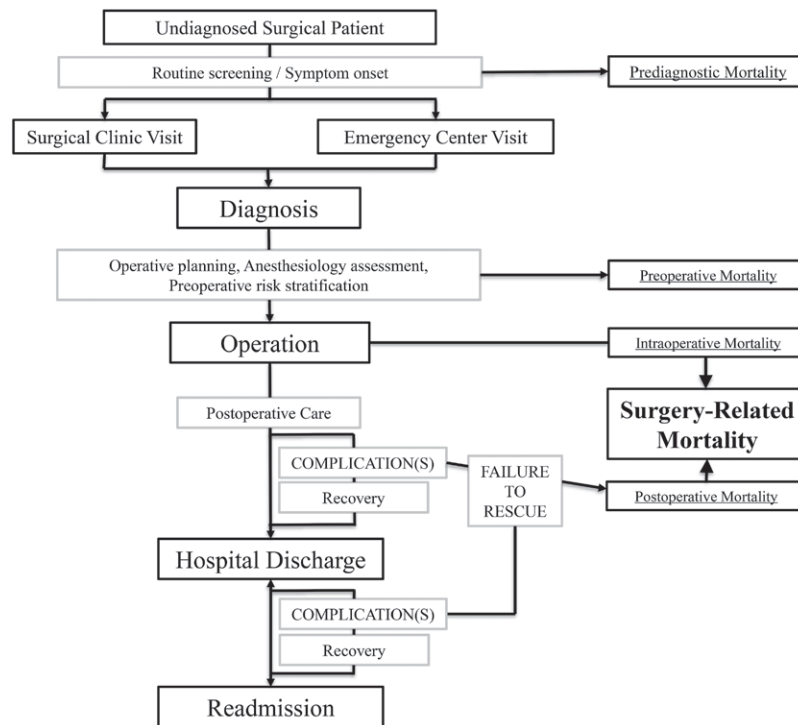 Undiagnosed Surgical Patient
Routine screening / Symptom onset
Prediagnostic Mortality
Surgical Clinic Visit
Emergency Center Visit
Diagnosis
Operative planning, Anesthesiology assessment,
Preoperative risk stratification
Preoperative Mortality
Operation
Intraoperative Mortality
Postoperative Care
Surgery-Related
Mortality
COMPLICATION(S)
FAILURE
TO
RESCUE
Recovery
Postoperative Mortality
Hospital Discharge
COMPLICATION(S)
Recovery
Readmission